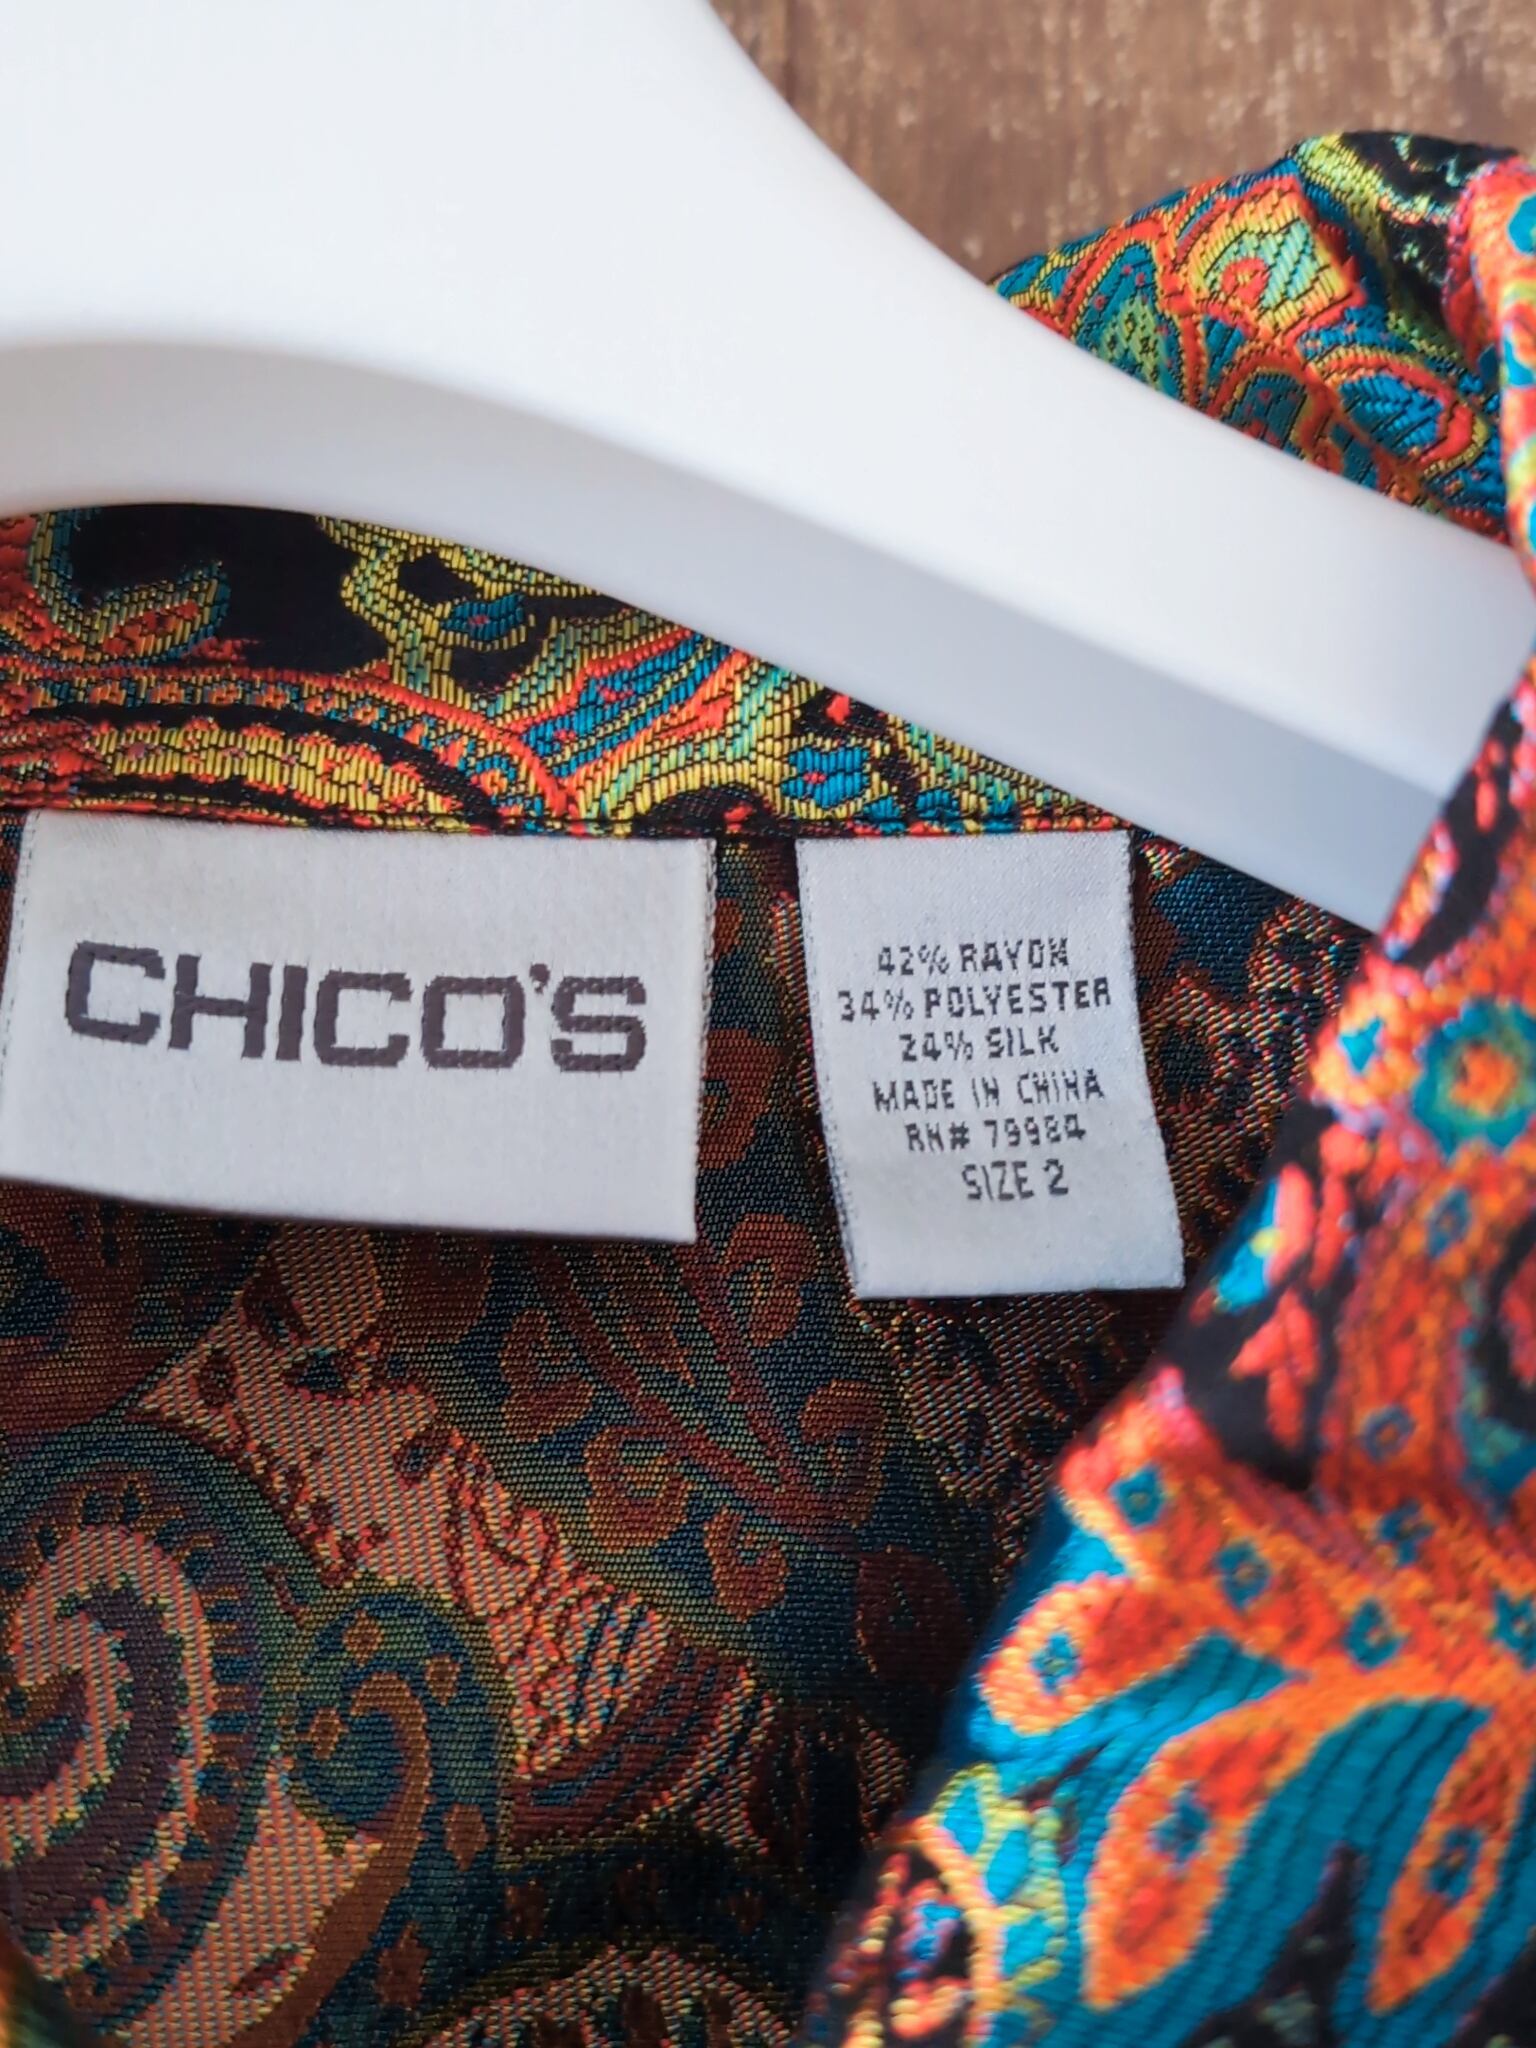 CHICO'S
42% RAYON
34% POLYESTER
24% SILK
MADE IN CHINA
RN# 79984
SIZE 2